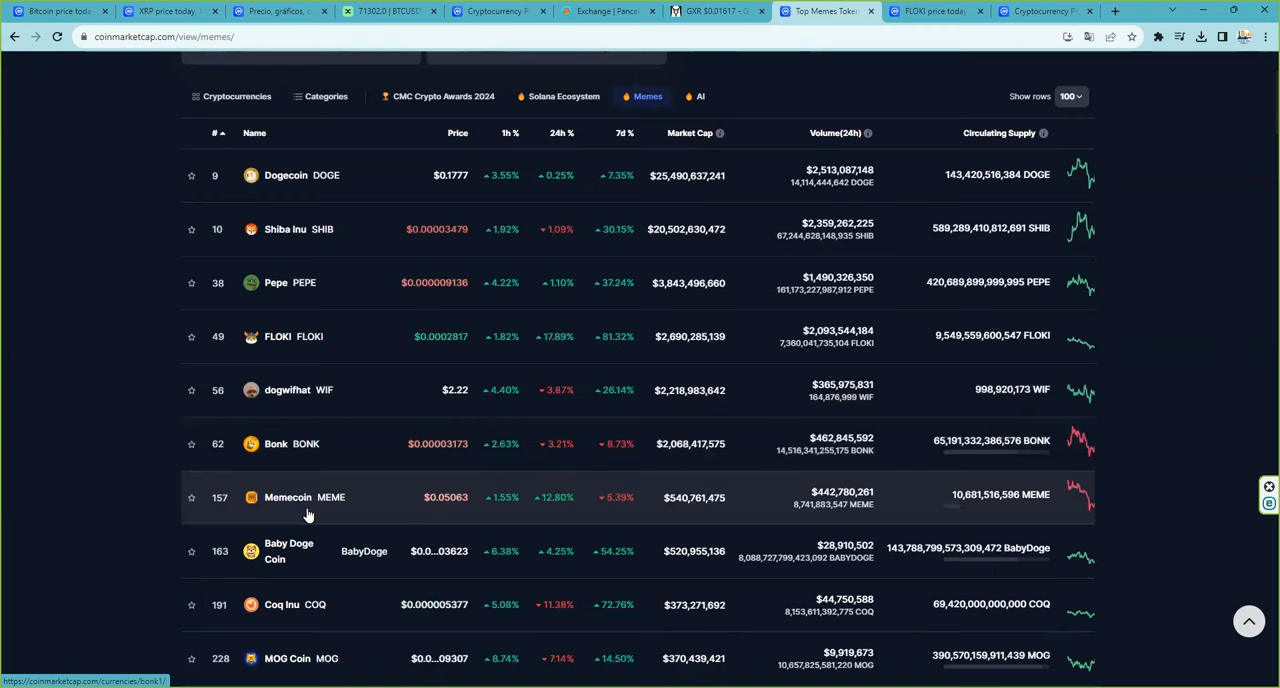 Bitcoin price toda
XRP price today, X
Precio, gráficos, c
71302.0 | BTCUSD
Cryptocurrency P
Exchange | Panca
GXR $0.01617 - G
Top Memes Token
FLOKI price toda
Cryptocurrency P
coinmarketcap.com/view/memes/
Cryptocurrencies
Categories
CMC Crypto Awards 2024
Solana Ecosystem
Memes
AI
Show rows 100
# Name Price 1h % 24h % 7d % Market Cap Volume(24h) Circulating Supply
9 Dogecoin DOGE $0.1777 3.55% 0.25% 7.35% $25,490,637,241 $2,513,087,148 143,420,516,384 DOGE
14,114,444,642 DOGE
10 Shiba Inu SHIB $0.00003479 1.92% 1.09% 30.15% $20,502,630,472 $2,359,262,225 589,289,410,812,691 SHIB
67,244,628,148,935 SHIB
38 Pepe PEPE $0.000009136 4.22% 1.10% 37.24% $3,843,496,660 $1,490,326,350 420,689,899,999,995 PEPE
161,173,227,987,912 PEPE
49 FLOKI FLOKI $0.0002817 1.82% 17.89% 81.32% $2,690,285,139 $2,093,544,184 9,549,559,600,547 FLOKI
7,360,041,735,104 FLOKI
56 dogwifhat WIF $2.22 4.40% 3.87% 26.14% $2,218,983,642 $365,975,831 998,920,173 WIF
164,876,999 WIF
62 Bonk BONK $0.00003173 2.63% 3.21% 8.73% $2,068,417,575 $462,845,592 65,191,332,386,576 BONK
14,516,341,255,175 BONK
157 Memecoin MEME $0.05063 1.55% 12.80% 5.39% $540,761,475 $442,780,261 10,681,516,596 MEME
8,741,883,547 MEME
163 Baby Doge Coin BabyDoge $0.0...03623 6.38% 4.25% 54.25% $520,955,136 $28,910,502 143,788,799,573,309,472 BabyDoge
8,088,727,799,423,092 BABYDOGE
191 Coq Inu COQ $0.000005377 5.08% 11.38% 72.76% $373,271,692 $44,750,588 69,420,000,000,000 COQ
8,153,611,392,775 COQ
228 MOG Coin MOG $0.0...09307 8.74% 7.14% 14.50% $370,439,421 $9,919,673 390,570,159,911,439 MOG
10,657,825,581,220 MOG
https://coinmarketcap.com/currencies/bonk1/